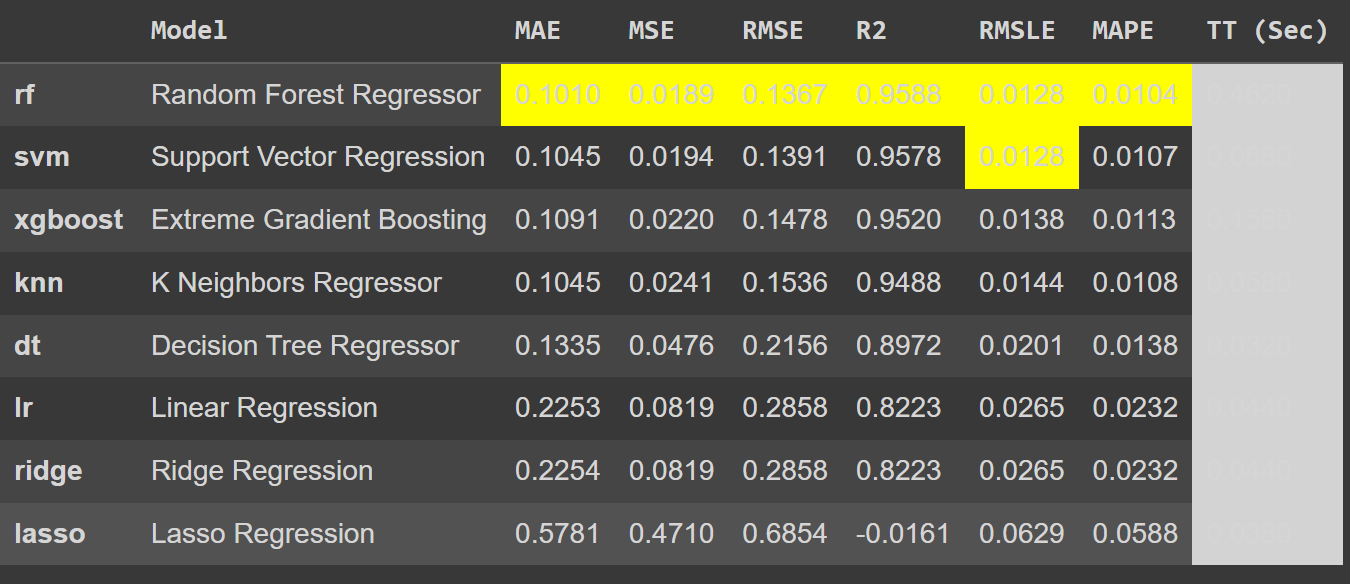 Model MAE MSE RMSE R2 RMSLE MAPE TT (Sec)
rf Random Forest Regressor 0.1010 0.0189 0.1367 0.9588 0.0128 0.0104
svm Support Vector Regression 0.1045 0.0194 0.1391 0.9578 0.0128 0.0107
xgboost Extreme Gradient Boosting 0.1091 0.0220 0.1478 0.9520 0.0138 0.0113
knn K Neighbors Regressor 0.1045 0.0241 0.1536 0.9488 0.0144 0.0108
dt Decision Tree Regressor 0.1335 0.0476 0.2156 0.8972 0.0201 0.0138
lr Linear Regression 0.2253 0.0819 0.2858 0.8223 0.0265 0.0232
ridge Ridge Regression 0.2254 0.0819 0.2858 0.8223 0.0265 0.0232
lasso Lasso Regression 0.5781 0.4710 0.6854 -0.0161 0.0629 0.0588